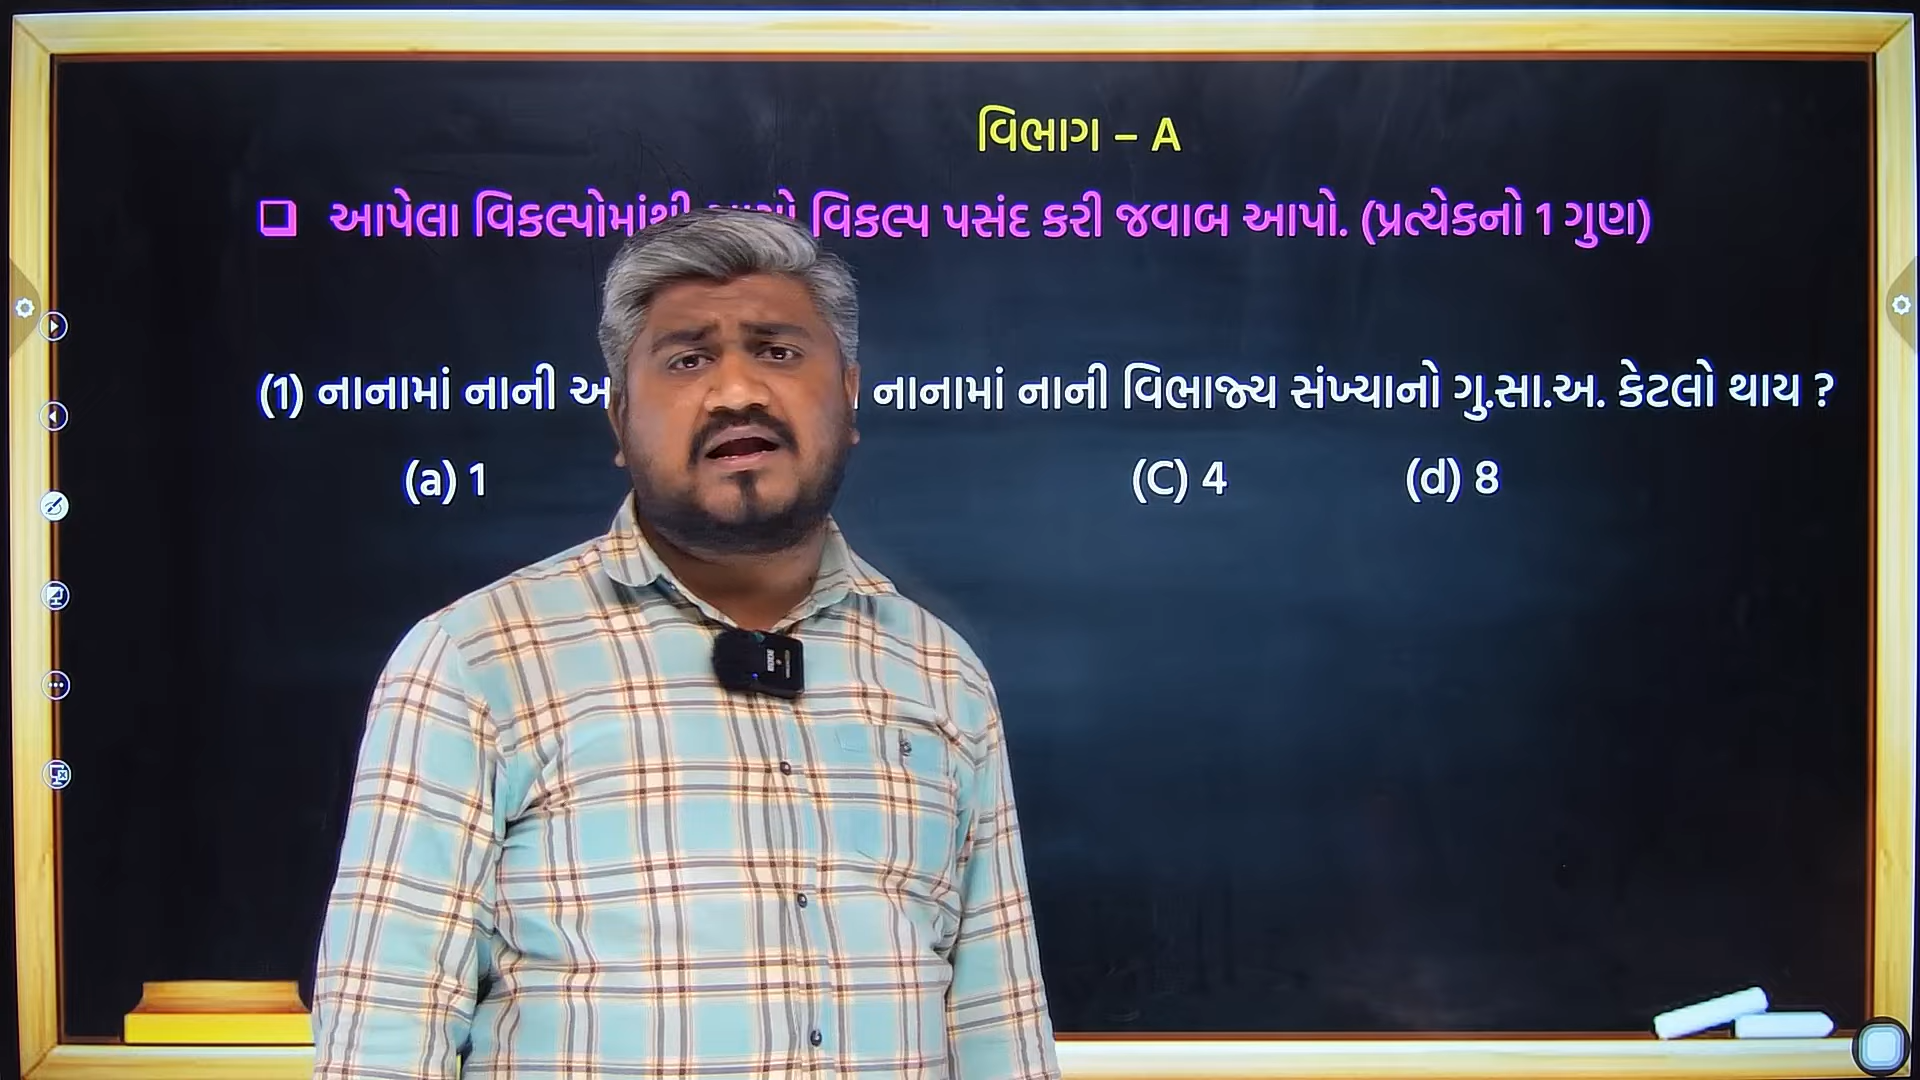 વિભાગ – A
❑ આપેલા વિકલ્પોમાંથી વિકલ્પ પસંદ કરી જવાબ આપો. (પ્રત્યેકનો 1 ગુણ)
(1) નાનામાં નાની નાનામાં નાની વિભાજ્ય સંખ્યાનો ગુ.સા.અ. કેટલો થાય ?
(a) 1 (C) 4 (d) 8